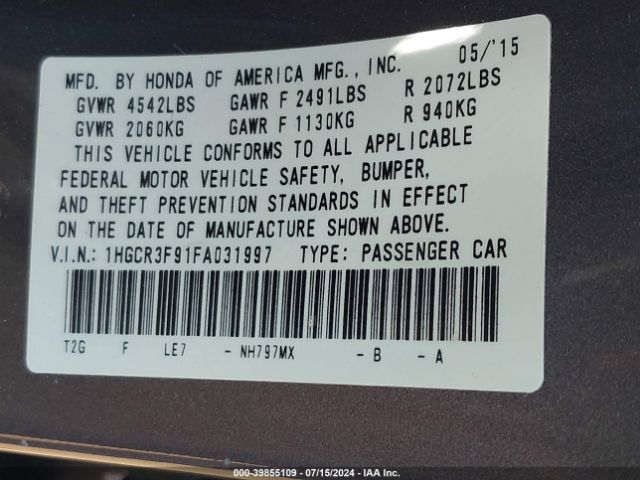 MFD. BY HONDA OF AMERICA MFG., INC. 05/'15
GVWR 4542LBS GAWR F 2491LBS R 2072LBS
GVWR 2060KG GAWR F 1130KG R 940KG
THIS VEHICLE CONFORMS TO ALL APPLICABLE
FEDERAL MOTOR VEHICLE SAFETY, BUMPER,
AND THEFT PREVENTION STANDARDS IN EFFECT
ON THE DATE OF MANUFACTURE SHOWN ABOVE.
V.I.N.: 1HGCR3F91FA031997 TYPE: PASSENGER CAR
T2G F LE7 - NH797MX - B - A
000-39855109 - 07/15/2024 - IAAI.COM